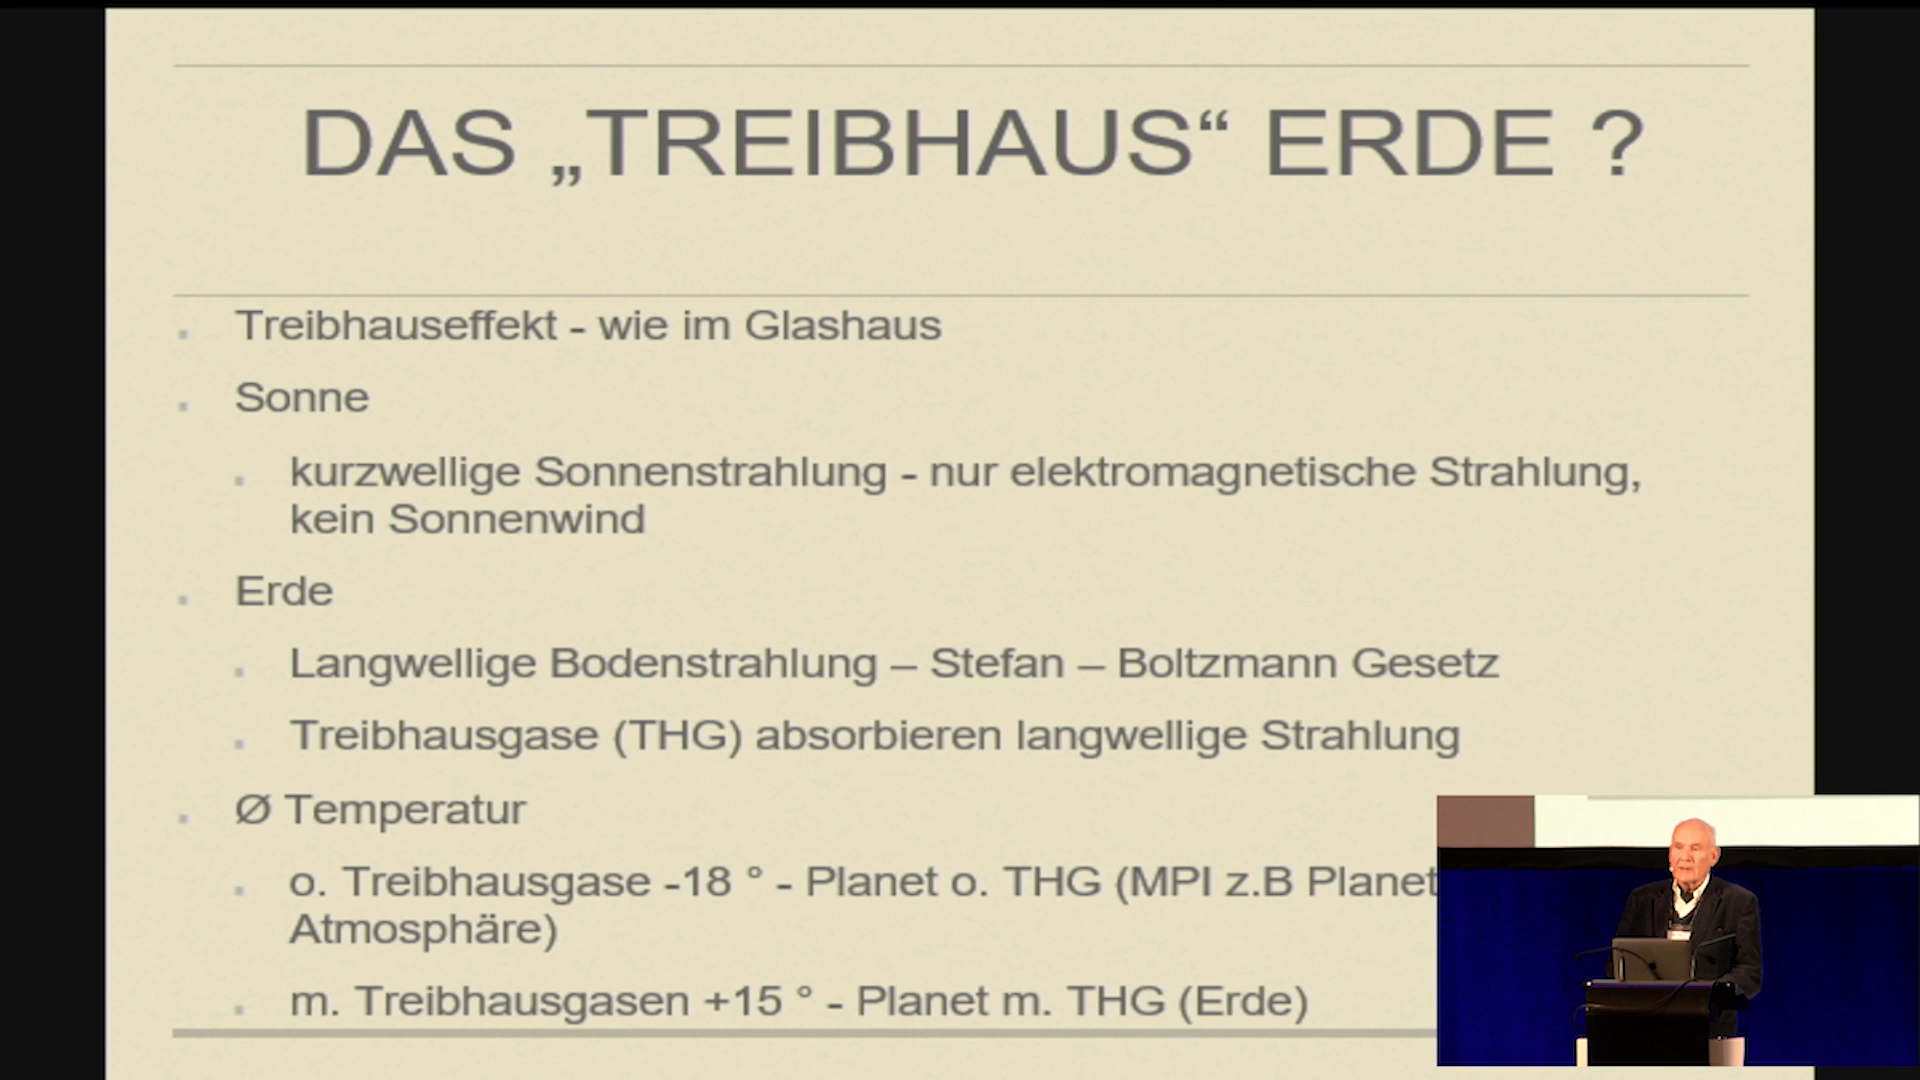 DAS „TREIBHAUS“ ERDE ?
Treibhauseffekt - wie im Glashaus
Sonne
kurzwellige Sonnenstrahlung - nur elektromagnetische Strahlung,
kein Sonnenwind
Erde
Langwellige Bodenstrahlung – Stefan – Boltzmann Gesetz
Treibhausgase (THG) absorbieren langwellige Strahlung
Ø Temperatur
o. Treibhausgase -18 ° - Planet o. THG (MPI z.B Planet
Atmosphäre)
m. Treibhausgasen +15 ° - Planet m. THG (Erde)